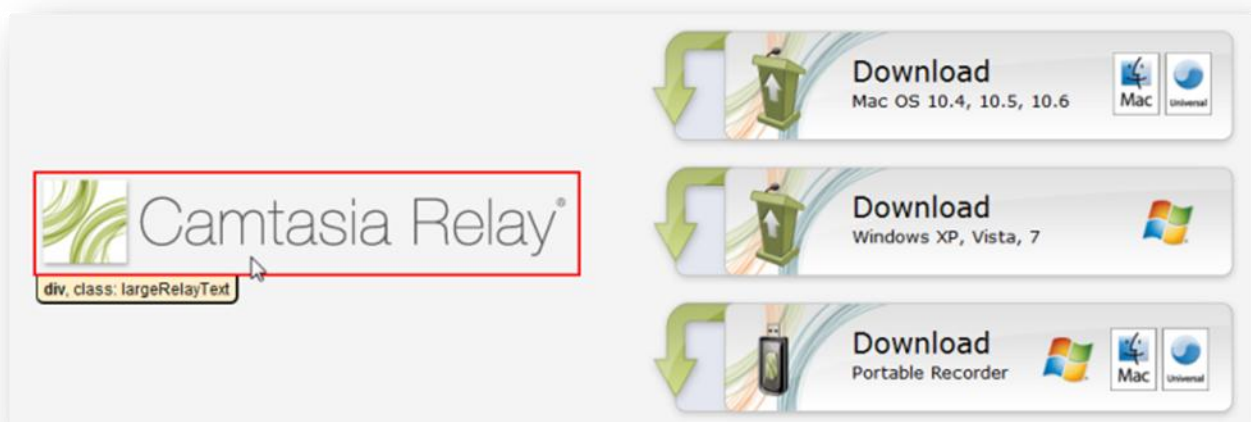 Download
Mac OS 10.4, 10.5, 10.6
Mac
Universal
Camtasia Relay®
div, class: largeRelayText
Download
Windows XP, Vista, 7
Download
Portable Recorder
Mac
Universal